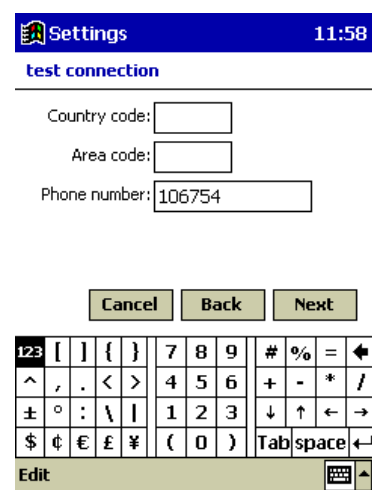 Settings 11:58
test connection
Country code:
Area code:
Phone number: 106754
Cancel Back Next
123 [ ] { } 7 8 9 # % = ←
^ , . < > 4 5 6 + - * /
± ° : \ | 1 2 3 ↓ ↑ ← →
$ ¢ € £ ¥ ( 0 ) Tab space ↵
Edit